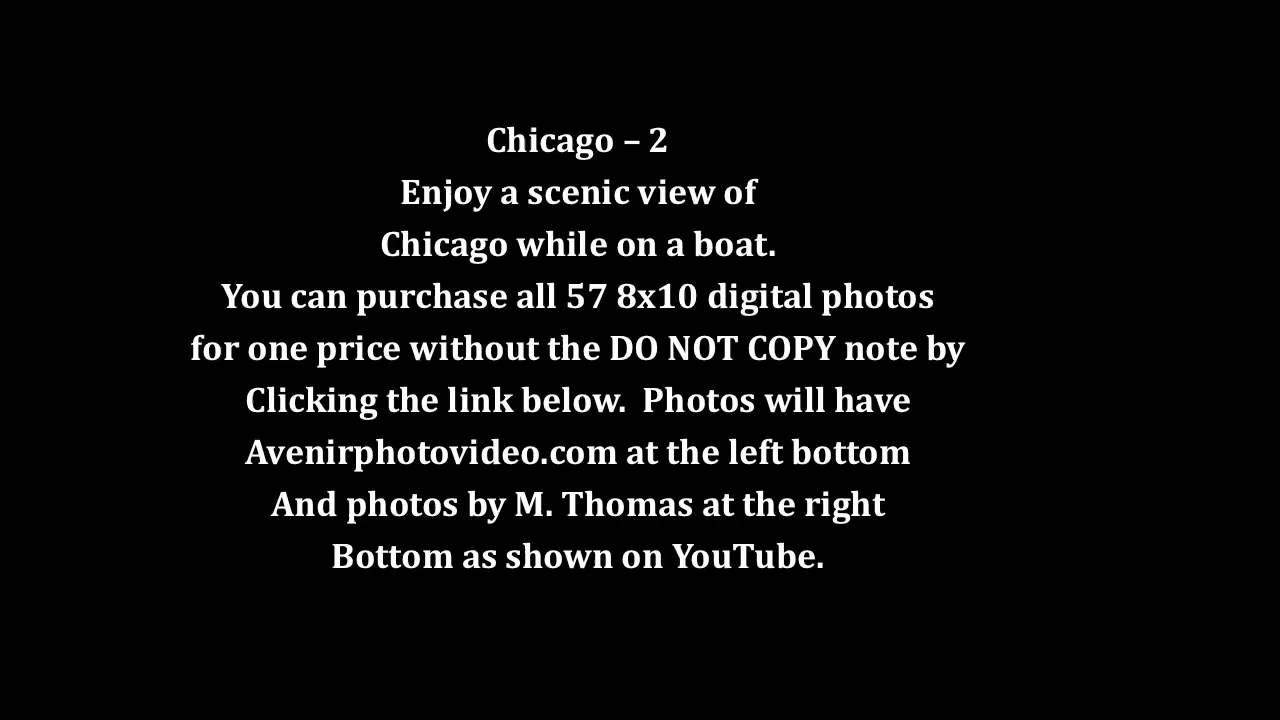 Chicago – 2
Enjoy a scenic view of
Chicago while on a boat.
You can purchase all 57 8x10 digital photos
for one price without the DO NOT COPY note by
Clicking the link below.  Photos will have
Avenirphotovideo.com at the left bottom
And photos by M. Thomas at the right
Bottom as shown on YouTube.